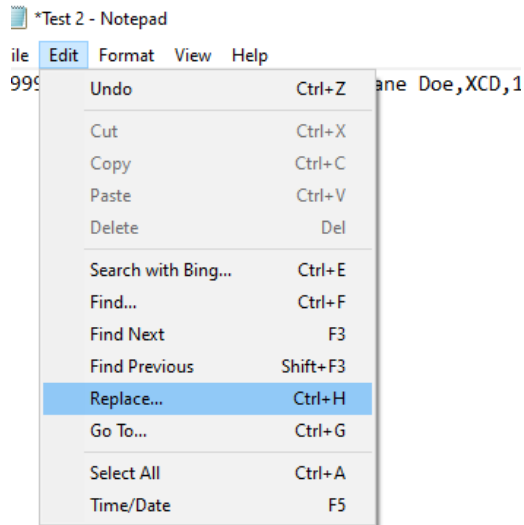 *Test 2 - Notepad
ile Edit Format View Help
999 ane Doe,XCD,1
Undo Ctrl+Z
Cut Ctrl+X
Copy Ctrl+C
Paste Ctrl+V
Delete Del
Search with Bing... Ctrl+E
Find... Ctrl+F
Find Next F3
Find Previous Shift+F3
Replace... Ctrl+H
Go To... Ctrl+G
Select All Ctrl+A
Time/Date F5